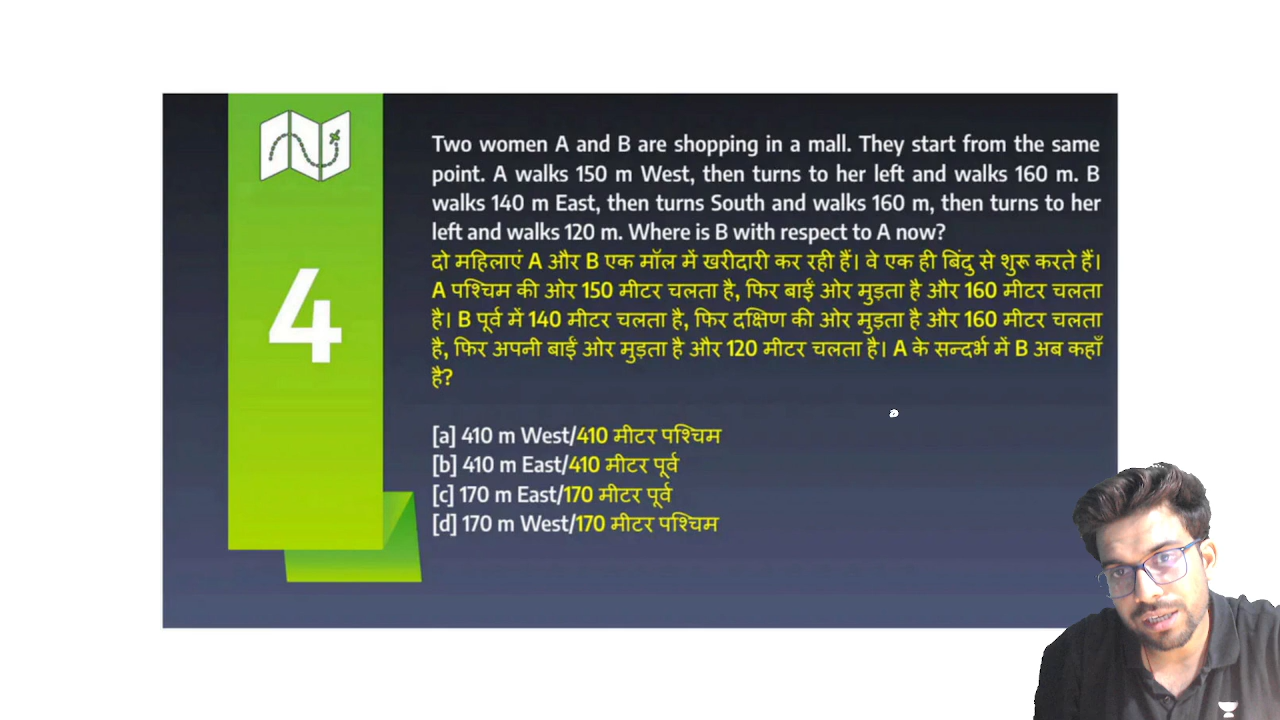 4
Two women A and B are shopping in a mall. They start from the same
point. A walks 150 m West, then turns to her left and walks 160 m. B
walks 140 m East, then turns South and walks 160 m, then turns to her
left and walks 120 m. Where is B with respect to A now?
दो महिलाएं A और B एक मॉल में खरीदारी कर रही हैं। वे एक ही बिंदु से शुरू करते हैं।
A पश्चिम की ओर 150 मीटर चलता है, फिर बाईं ओर मुड़ता है और 160 मीटर चलता
है। B पूर्व में 140 मीटर चलता है, फिर दक्षिण की ओर मुड़ता है और 160 मीटर चलता
है, फिर अपनी बाईं ओर मुड़ता है और 120 मीटर चलता है। A के सन्दर्भ में B अब कहाँ
है?
[a] 410 m West/410 मीटर पश्चिम
[b] 410 m East/410 मीटर पूर्व
[c] 170 m East/170 मीटर पूर्व
[d] 170 m West/170 मीटर पश्चिम